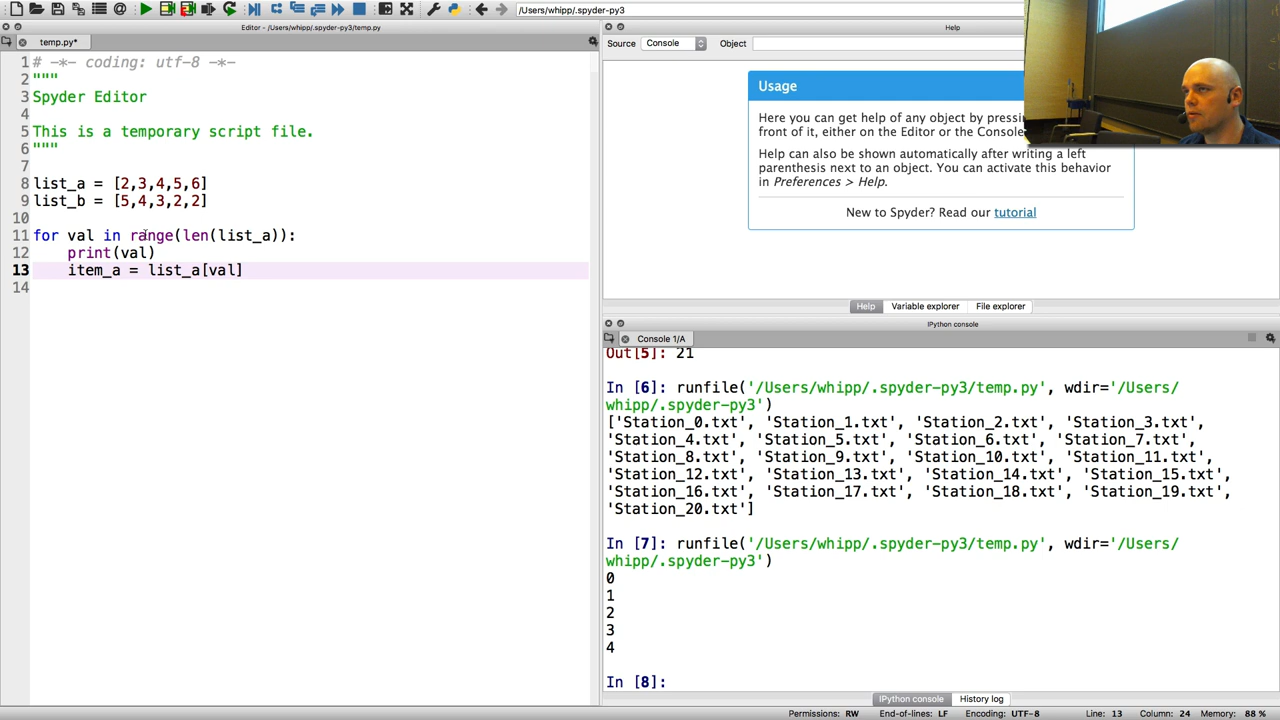 /Users/whipp/.spyder-py3
Editor - /Users/whipp/.spyder-py3/temp.py
Help
temp.py*
Source Console Object
1 # -*- coding: utf-8 -*-
2 """
3 Spyder Editor
4
5 This is a temporary script file.
6 """
7
8 list_a = [2,3,4,5,6]
9 list_b = [5,4,3,2,2]
10
11 for val in range(len(list_a)):
12 print(val)
13 item_a = list_a[val]
14
Usage
Here you can get help of any object by pressin
front of it, either on the Editor or the Console
Help can also be shown automatically after writing a left
parenthesis next to an object. You can activate this behavior
in Preferences > Help.
New to Spyder? Read our tutorial
Help Variable explorer File explorer
IPython console
Console 1/A
Out[5]: 21
In [6]: runfile('/Users/whipp/.spyder-py3/temp.py', wdir='/Users/
whipp/.spyder-py3')
['Station_0.txt', 'Station_1.txt', 'Station_2.txt', 'Station_3.txt',
'Station_4.txt', 'Station_5.txt', 'Station_6.txt', 'Station_7.txt',
'Station_8.txt', 'Station_9.txt', 'Station_10.txt', 'Station_11.txt',
'Station_12.txt', 'Station_13.txt', 'Station_14.txt', 'Station_15.txt',
'Station_16.txt', 'Station_17.txt', 'Station_18.txt', 'Station_19.txt',
'Station_20.txt']
In [7]: runfile('/Users/whipp/.spyder-py3/temp.py', wdir='/Users/
whipp/.spyder-py3')
0
1
2
3
4
In [8]:
IPython console History log
Permissions: RW End-of-lines: LF Encoding: UTF-8 Line: 13 Column: 24 Memory: 88 %